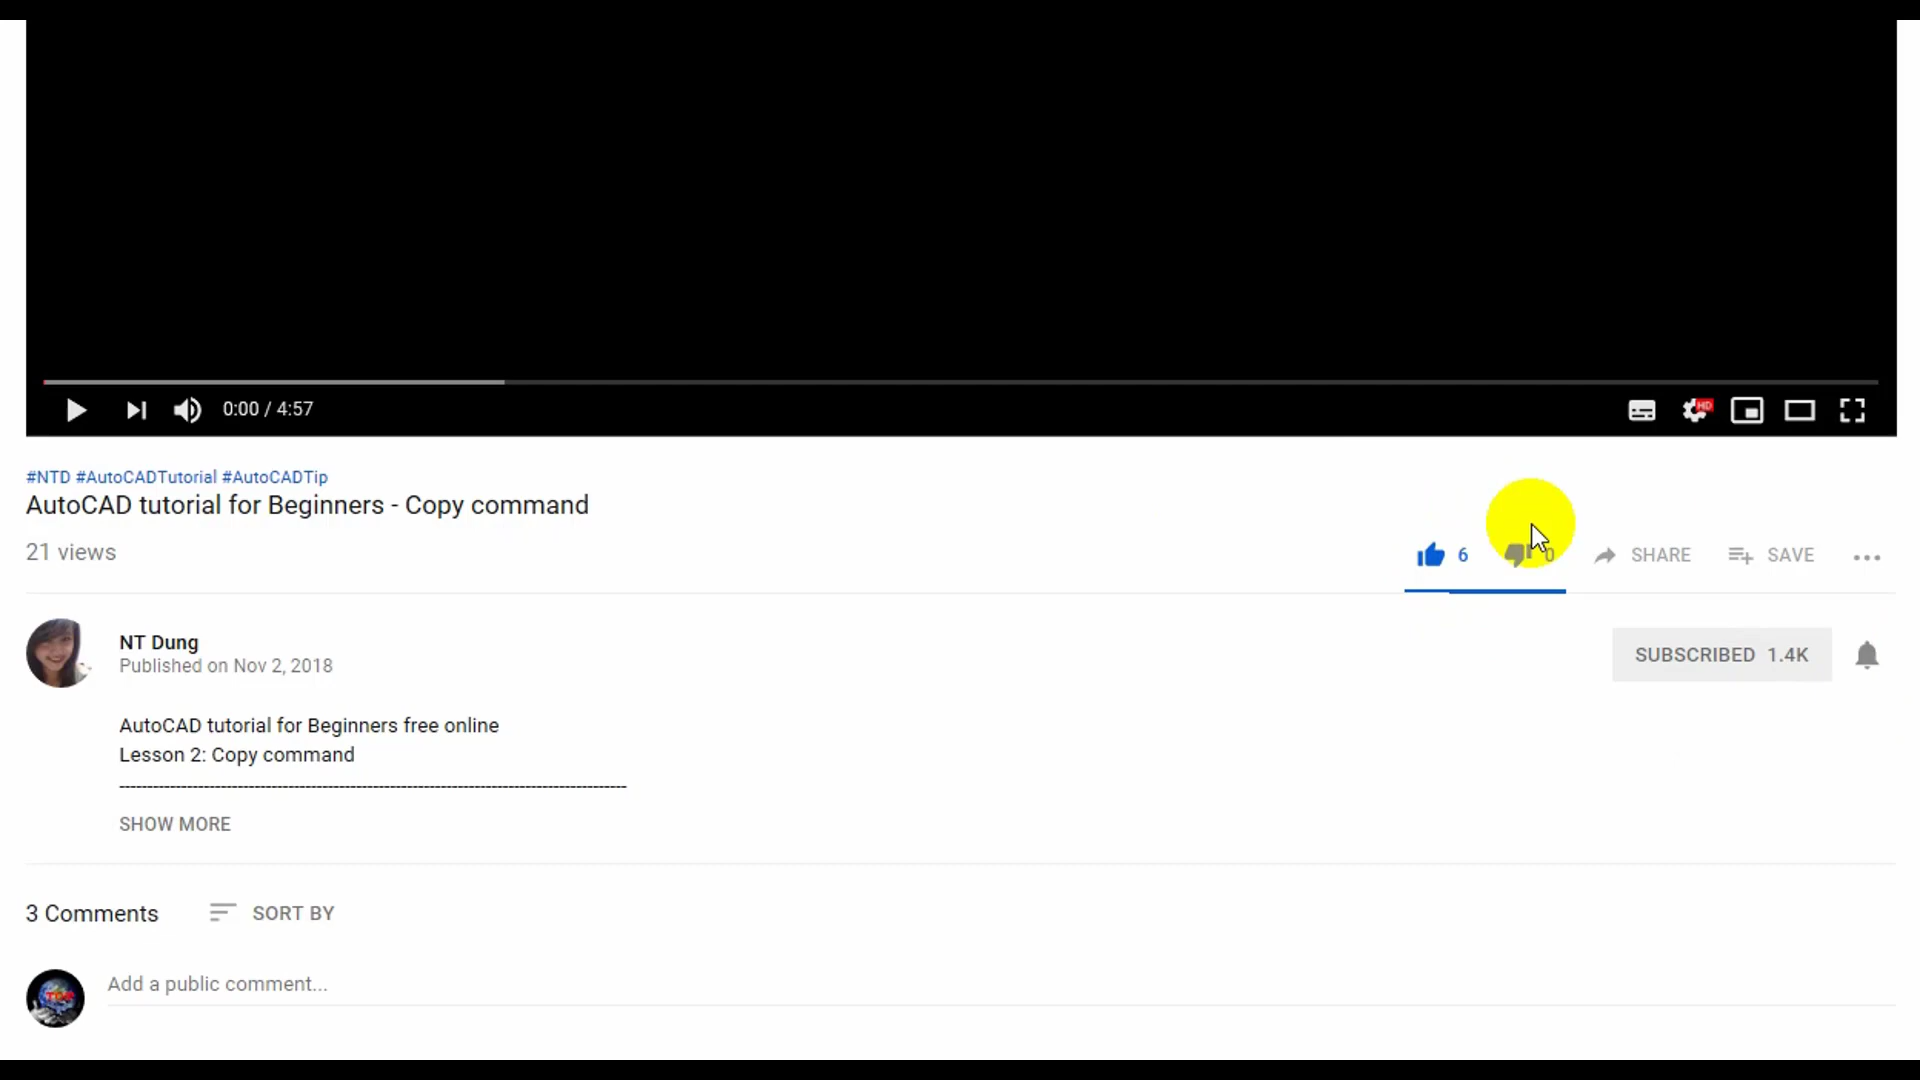 0:00 / 4:57
HD
#NTD #AutoCADTutorial #AutoCADTip
AutoCAD tutorial for Beginners - Copy command
21 views
6
0
SHARE
SAVE
NT Dung
Published on Nov 2, 2018
SUBSCRIBED 1.4K
AutoCAD tutorial for Beginners free online
Lesson 2: Copy command
--------------------------------------------------------------------------------------------
SHOW MORE
3 Comments
SORT BY
Add a public comment...